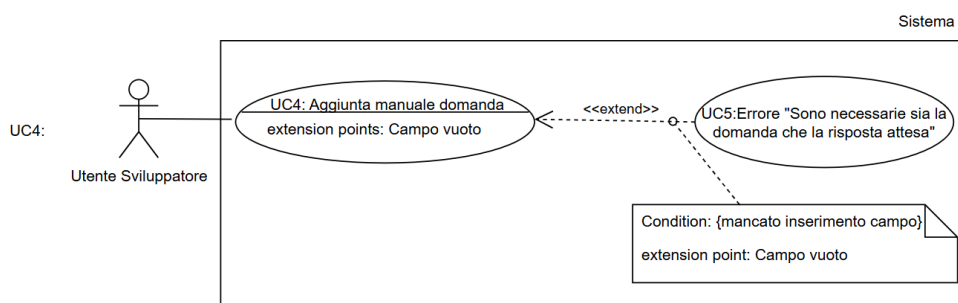 Sistema
UC4:
Utente Sviluppatore
UC4: Aggiunta manuale domanda
extension points: Campo vuoto
<<extend>>
UC5:Errore "Sono necessarie sia la
domanda che la risposta attesa"
Condition: {mancato inserimento campo}
extension point: Campo vuoto